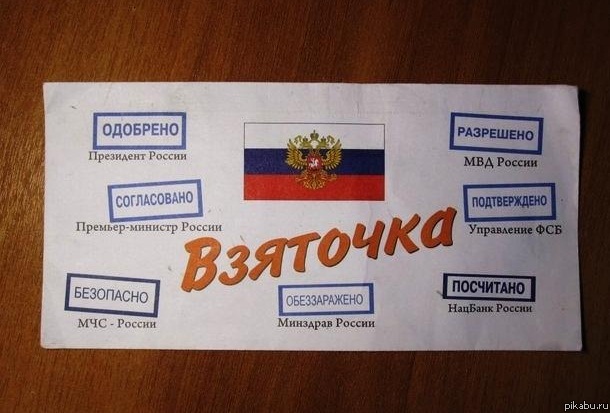 ОДОБРЕНО
Президент России
РАЗРЕШЕНО
МВД России
СОГЛАСОВАНО
Премьер-министр России
ПОДТВЕРЖДЕНО
Управление ФСБ
Взяточка
БЕЗОПАСНО
МЧС - России
ОБЕЗЗАРАЖЕНО
Минздрав России
ПОСЧИТАНО
НацБанк России
pikabu.ru